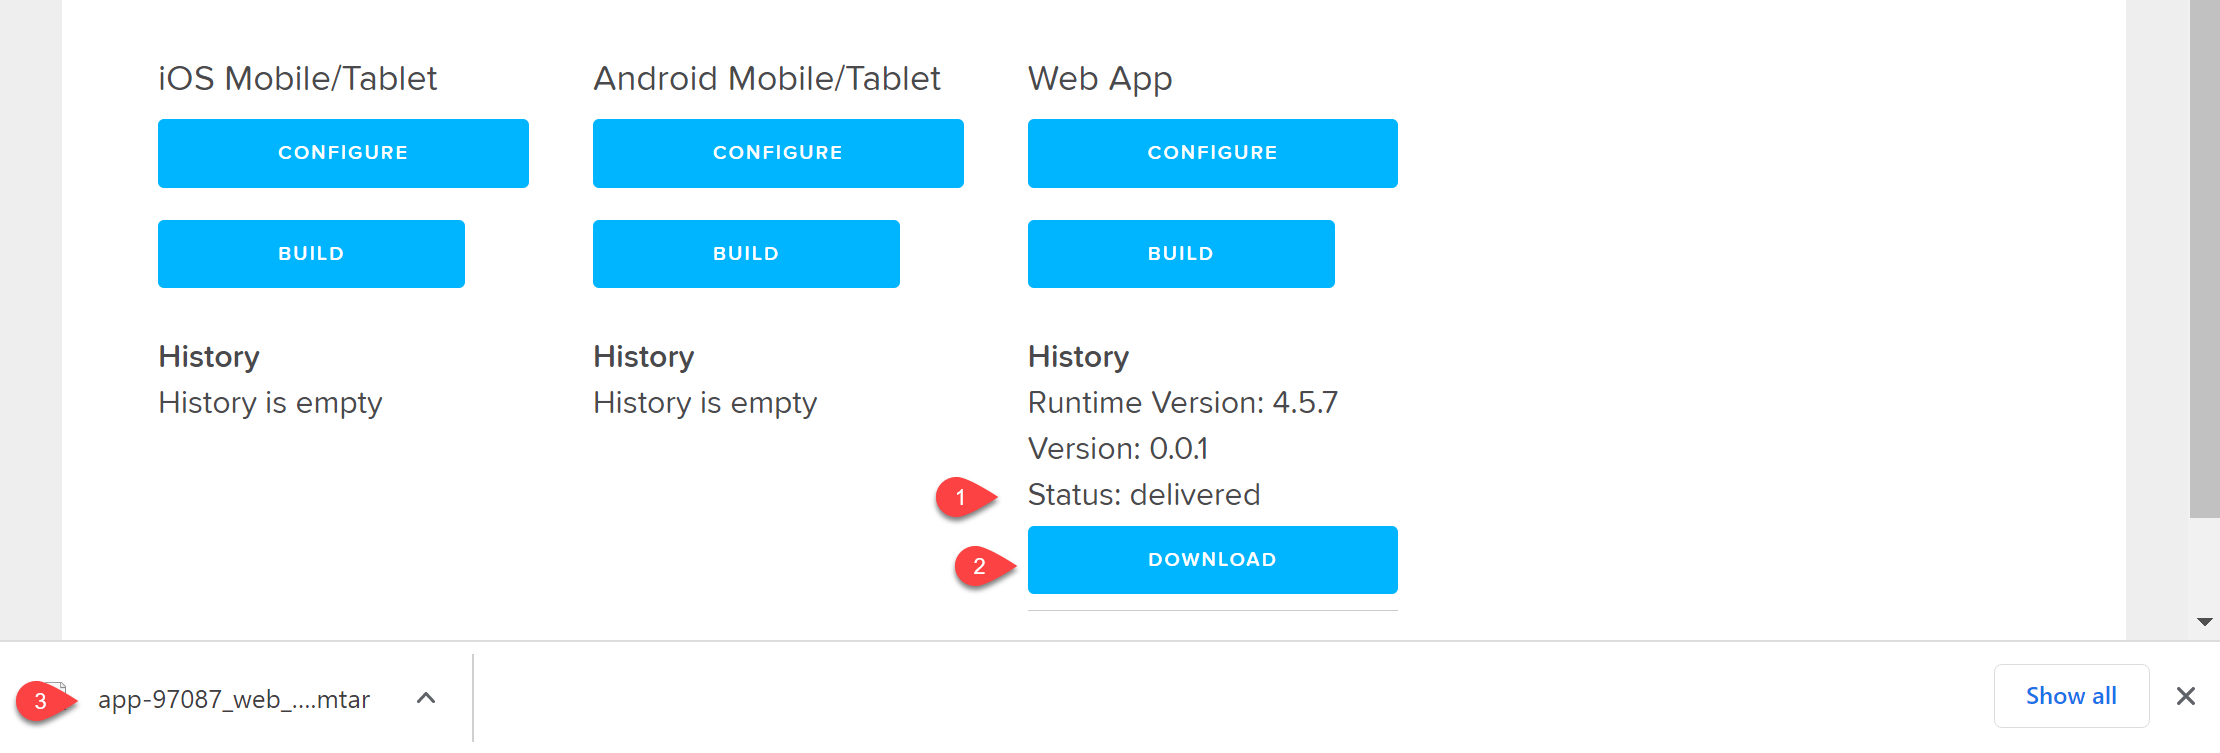 iOS Mobile/Tablet
CONFIGURE
BUILD
History
History is empty
Android Mobile/Tablet
CONFIGURE
BUILD
History
History is empty
Web App
CONFIGURE
BUILD
History
Runtime Version: 4.5.7
Version: 0.0.1
1
Status: delivered
2
DOWNLOAD
3
app-97087_web_....mtar
Show all